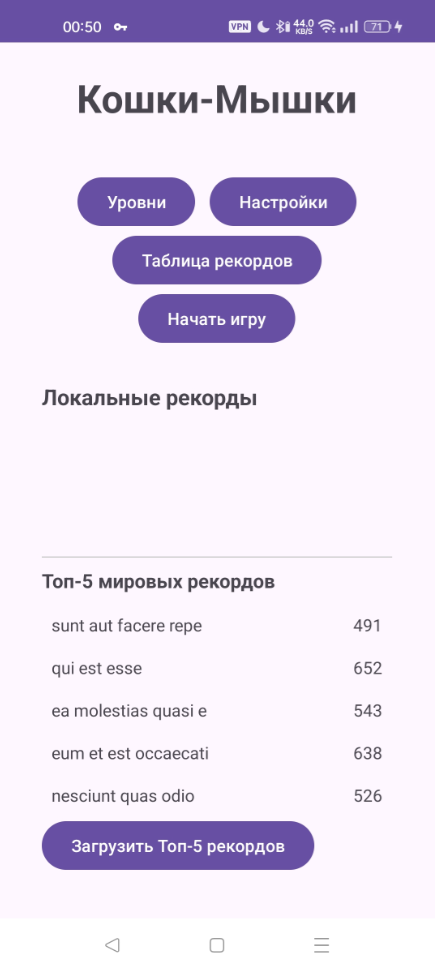 00:50 VPN 44.0 KB/S 71
Кошки-Мышки
Уровни Настройки
Таблица рекордов
Начать игру
Локальные рекорды
Топ-5 мировых рекордов
sunt aut facere repe 491
qui est esse 652
ea molestias quasi e 543
eum et est occaecati 638
nesciunt quas odio 526
Загрузить Топ-5 рекордов